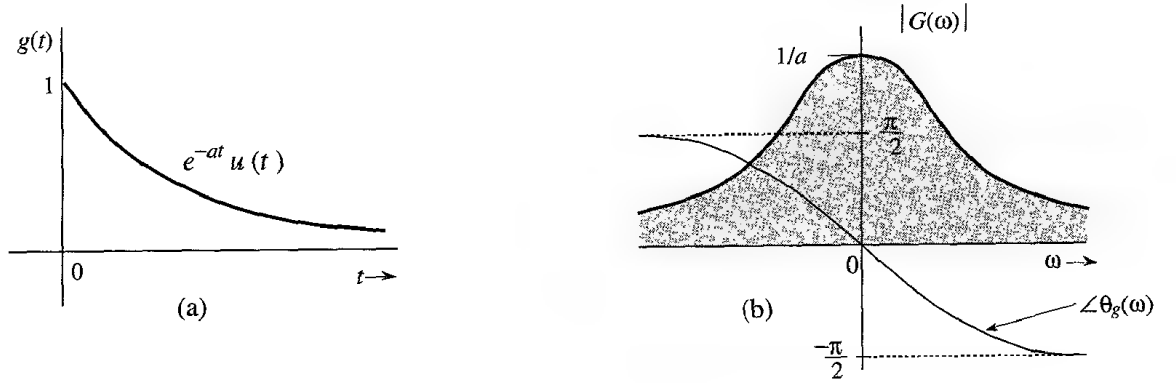 g(t)
1
e^{-at} u (t)
0
t→
(a)
|G(ω)|
1/a
π/2
0
ω→
(b)
∠θ_g(ω)
-π/2